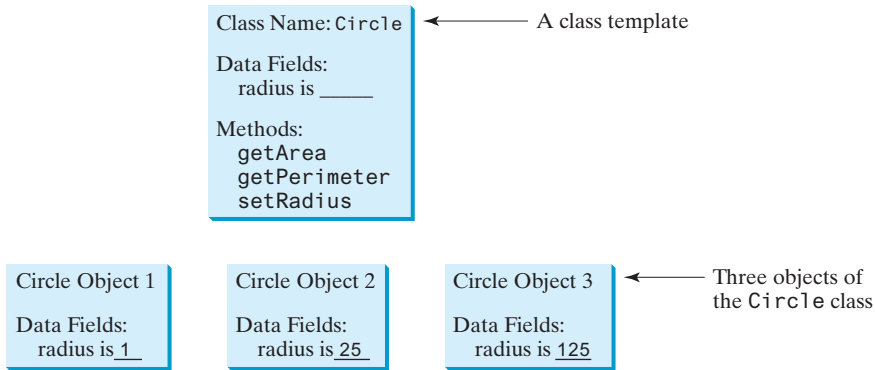 Class Name: Circle
A class template
Data Fields:
radius is _____
Methods:
getArea
getPerimeter
setRadius
Circle Object 1
Data Fields:
radius is 1
Circle Object 2
Data Fields:
radius is 25
Circle Object 3
Data Fields:
radius is 125
Three objects of
the Circle class